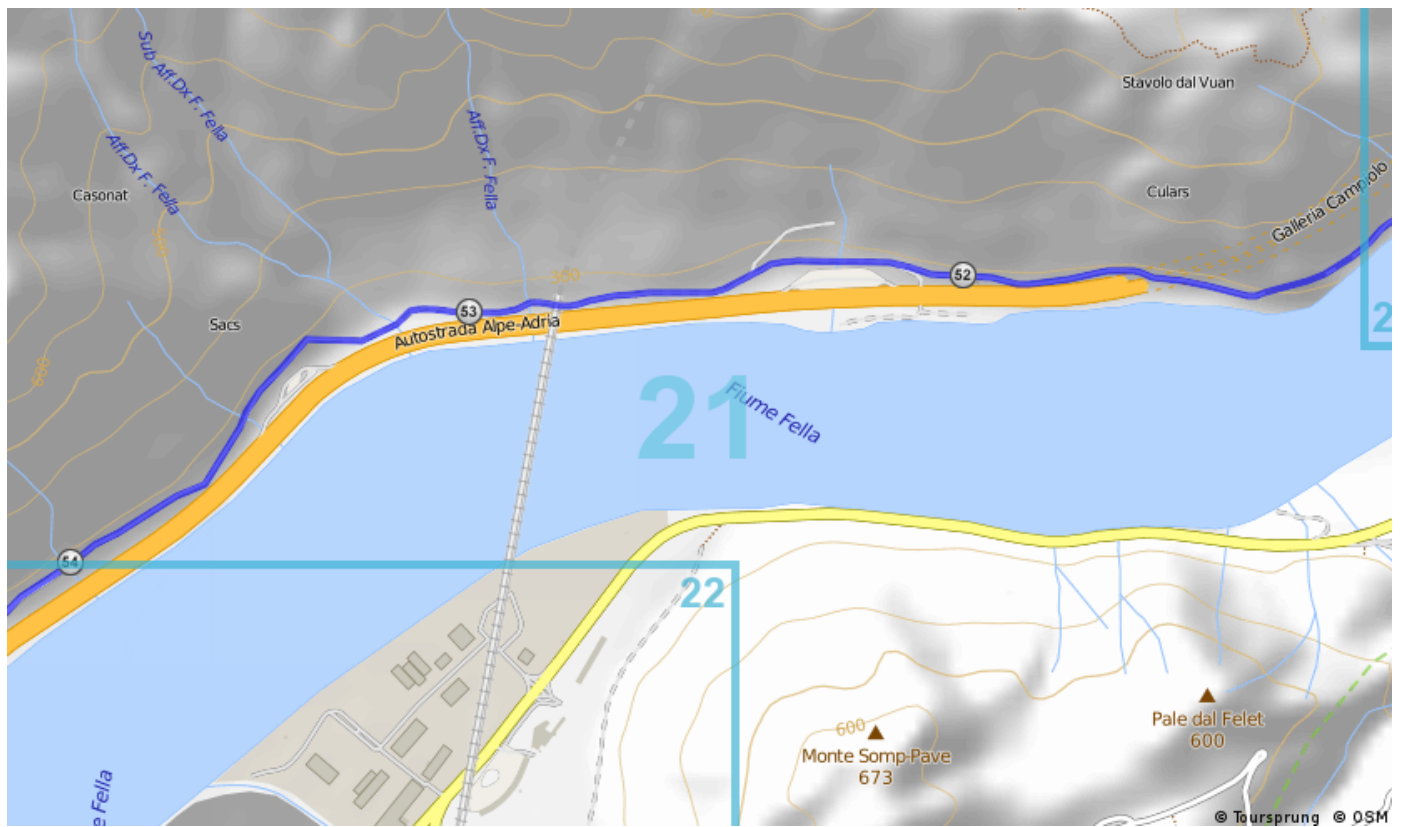 Sub Aff.Dx F. Fella
Stavolo dal Vuan
Aff.Dx F. Fella
Aff.Dx F. Fella
Casonat
Culars
Galleria Campiolo
300
52
53
Sacs
Autostrada Alpe-Adria
2
600
21
Fiume Fella
54
22
Pale dal Felet
600
600
Monte Somp-Pave
673
e Fella
© Toursprung © OSM